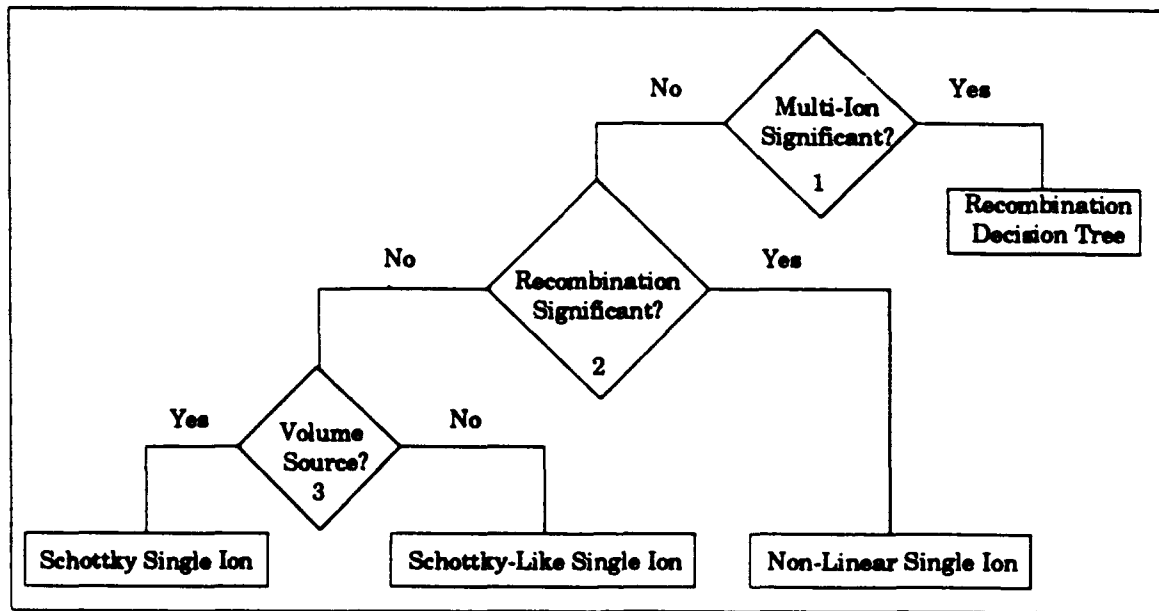 No
Yes
Multi-Ion
Significant?
1
Recombination
Decision Tree
No
Yes
Recombination
Significant?
2
Yes
No
Volume
Source?
3
Schottky Single Ion
Schottky-Like Single Ion
Non-Linear Single Ion